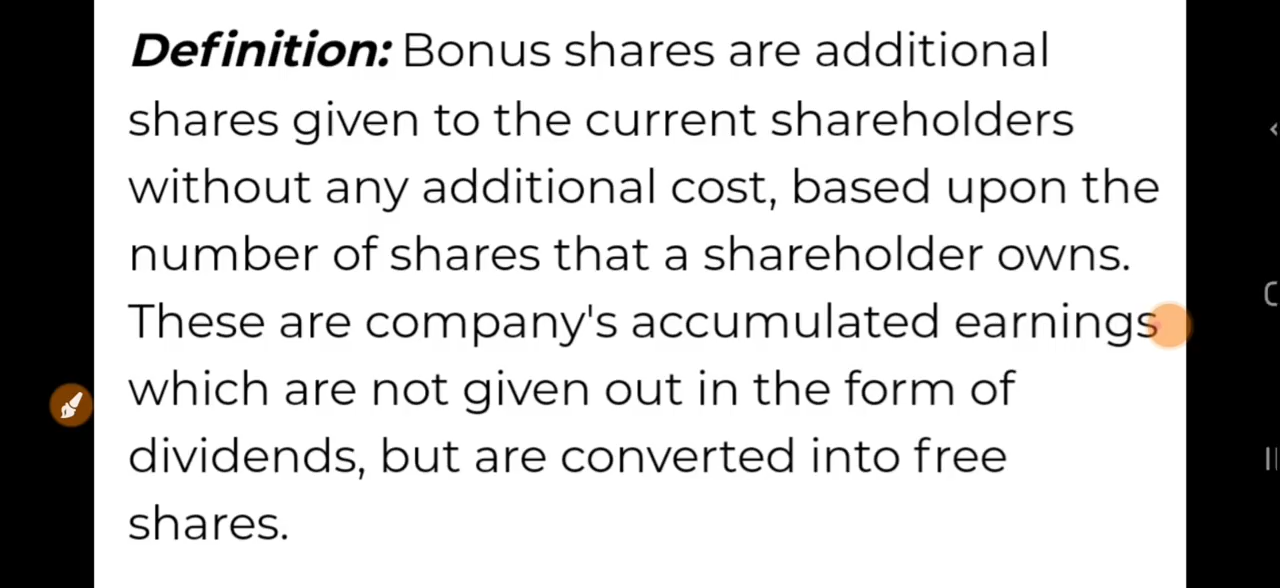 Definition: Bonus shares are additional
shares given to the current shareholders
without any additional cost, based upon the
number of shares that a shareholder owns.
These are company's accumulated earnings
which are not given out in the form of
dividends, but are converted into free
shares.